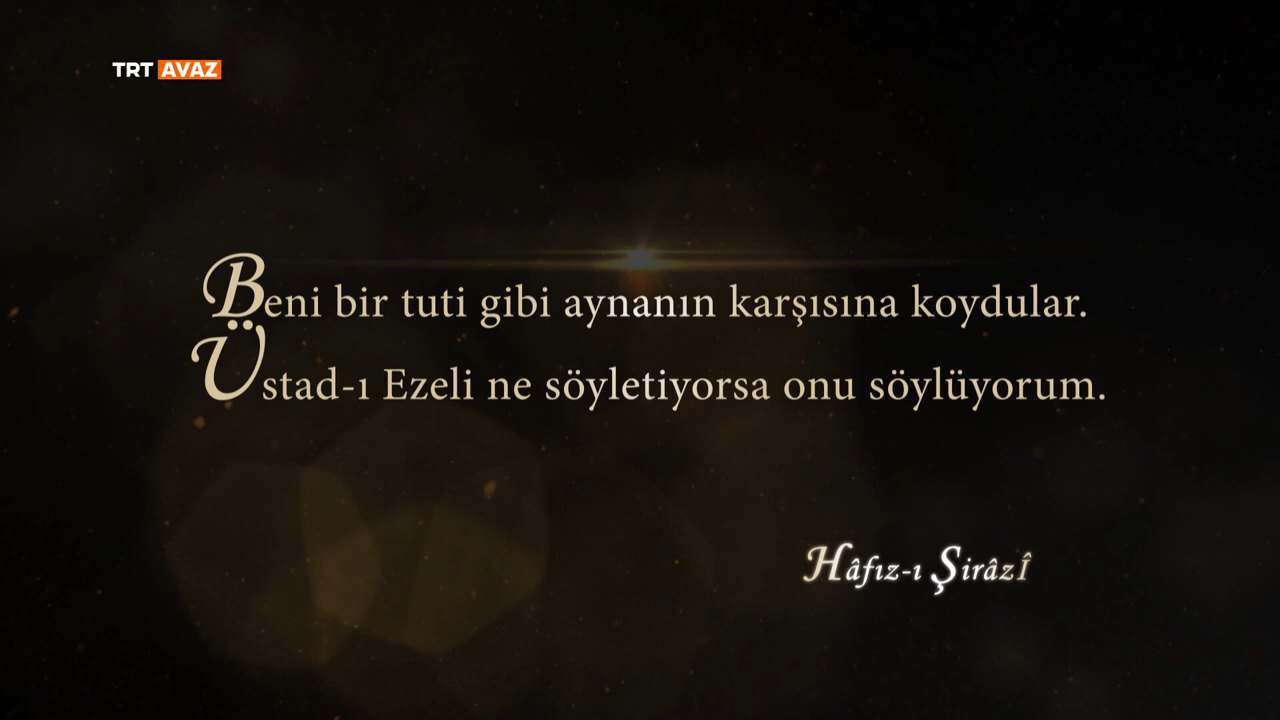 TRT AVAZ
Beni bir tuti gibi aynanın karşısına koydular.
Üstad-ı Ezeli ne söyletiyorsa onu söylüyorum.
Hâfız-ı Şirâzî